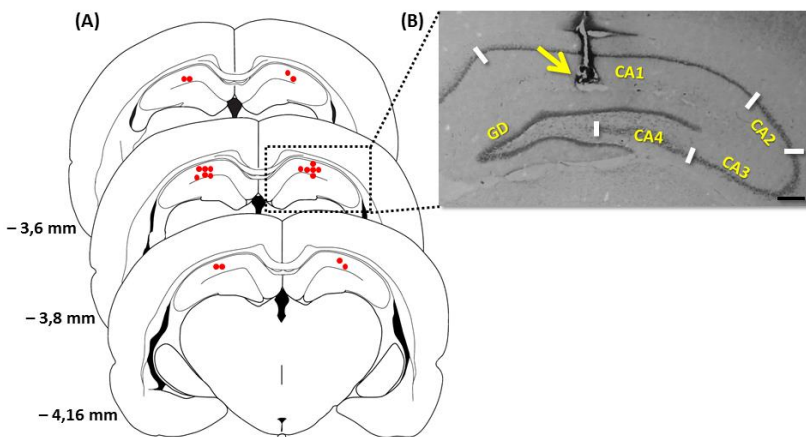 (A)
(B)
CA1
CA2
GD
CA4
CA3
– 3,6 mm
– 3,8 mm
– 4,16 mm